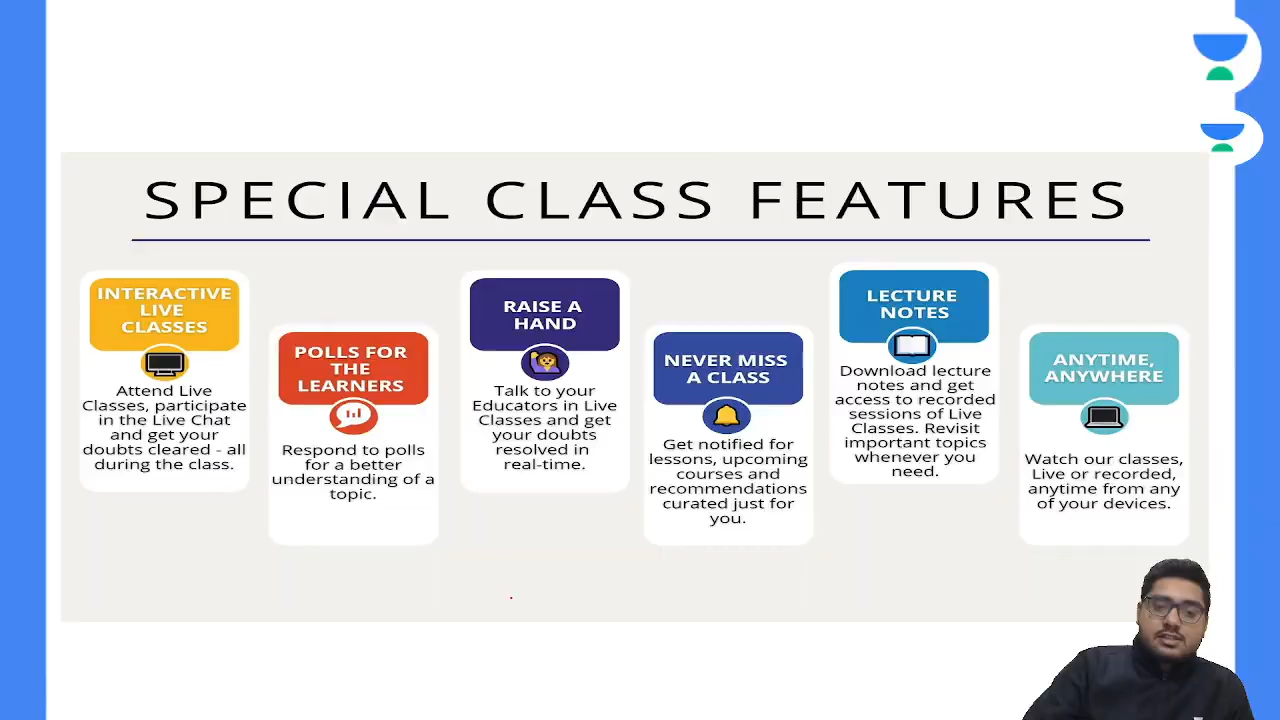 SPECIAL CLASS FEATURES
INTERACTIVE
LIVE
CLASSES
Attend Live
Classes, participate
in the Live Chat
and get your
doubts cleared - all
during the class.
POLLS FOR
THE
LEARNERS
Respond to polls
for a better
understanding of a
topic.
RAISE A
HAND
Talk to your
Educators in Live
Classes and get
your doubts
resolved in
real-time.
NEVER MISS
A CLASS
Get notified for
lessons, upcoming
courses and
recommendations
curated just for
you.
LECTURE
NOTES
Download lecture
notes and get
access to recorded
sessions of Live
Classes. Revisit
important topics
whenever you
need.
ANYTIME,
ANYWHERE
Watch our classes,
Live or recorded,
anytime from any
of your devices.